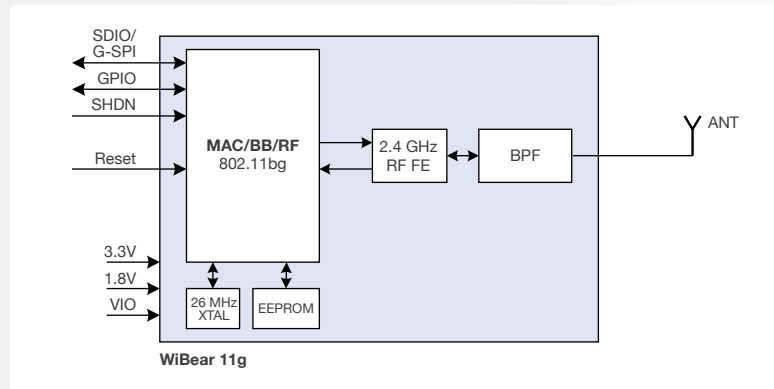 SDIO/
G-SPI
GPIO
SHDN
Reset
3.3V
1.8V
VIO
MAC/BB/RF
802.11bg
2.4 GHz
RF FE
BPF
ANT
26 MHz
XTAL
EEPROM
WiBear 11g